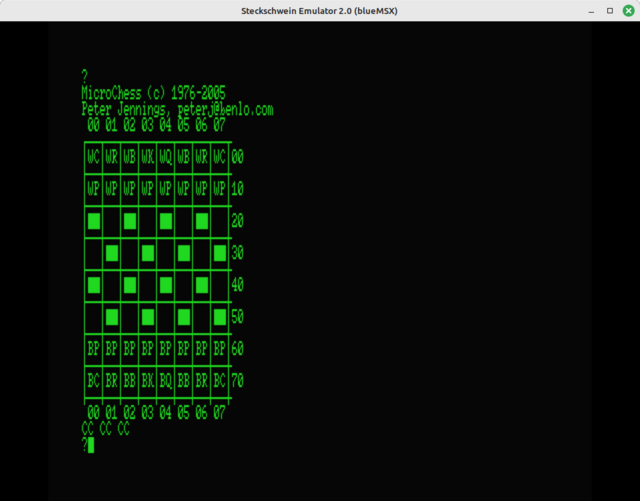 Steckschwein Emulator 2.0 (blueMSX)
?
MicroChess (c) 1976-2005
Peter Jennings, peterj@benlo.com
00 01 02 03 04 05 06 07
WC WR WB WK WQ WB WR WC 00
WP WP WP WP WP WP WP WP 10
20
30
40
50
BP BP BP BP BP BP BP BP 60
BC BR BB BK BQ BB BR BC 70
00 01 02 03 04 05 06 07
CC CC CC
?